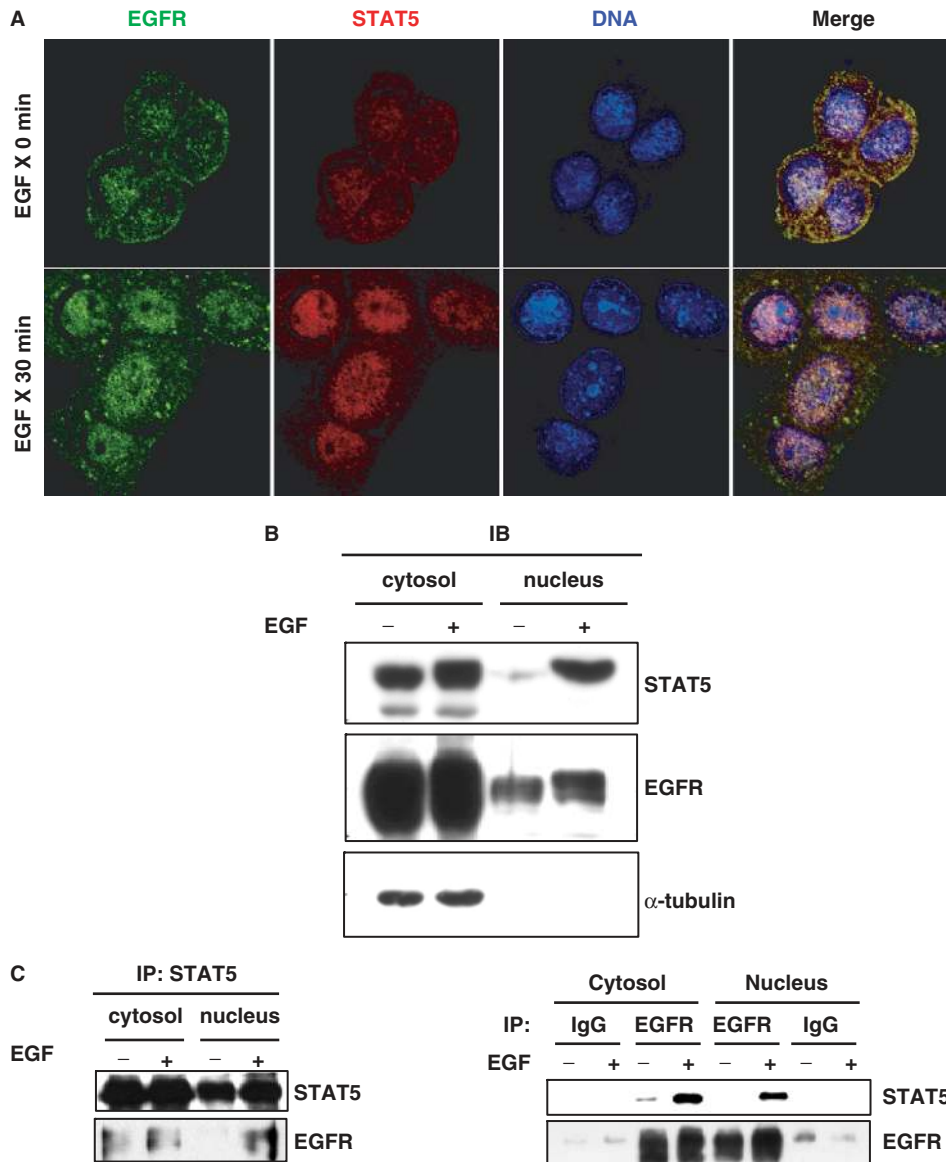 A EGFR STAT5 DNA Merge
EGF X 0 min
EGF X 30 min
B IB
cytosol nucleus
EGF – + – +
STAT5
EGFR
α-tubulin
C IP: STAT5
cytosol nucleus
EGF – + – +
STAT5
EGFR
Cytosol Nucleus
IP: IgG EGFR EGFR IgG
EGF – + – + – + – +
STAT5
EGFR